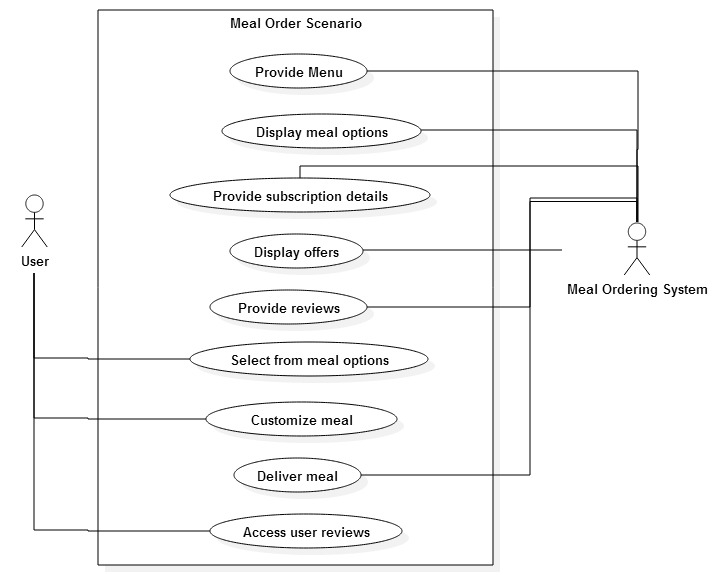 Meal Order Scenario
Provide Menu
Display meal options
Provide subscription details
Display offers
Provide reviews
Select from meal options
Customize meal
Deliver meal
Access user reviews
User
Meal Ordering System